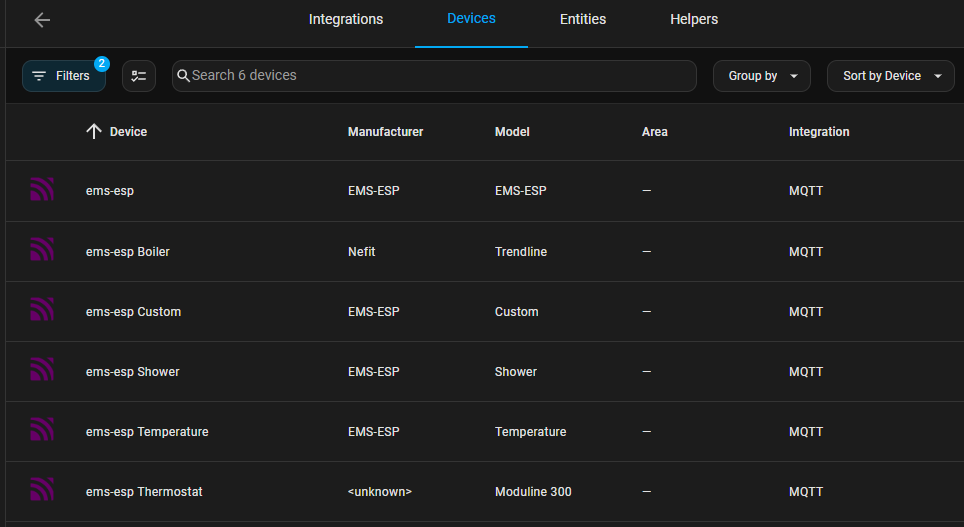 Integrations Devices Entities Helpers
Filters 2 Search 6 devices Group by Sort by Device
Device Manufacturer Model Area Integration
ems-esp EMS-ESP EMS-ESP — MQTT
ems-esp Boiler Nefit Trendline — MQTT
ems-esp Custom EMS-ESP Custom — MQTT
ems-esp Shower EMS-ESP Shower — MQTT
ems-esp Temperature EMS-ESP Temperature — MQTT
ems-esp Thermostat <unknown> Moduline 300 — MQTT